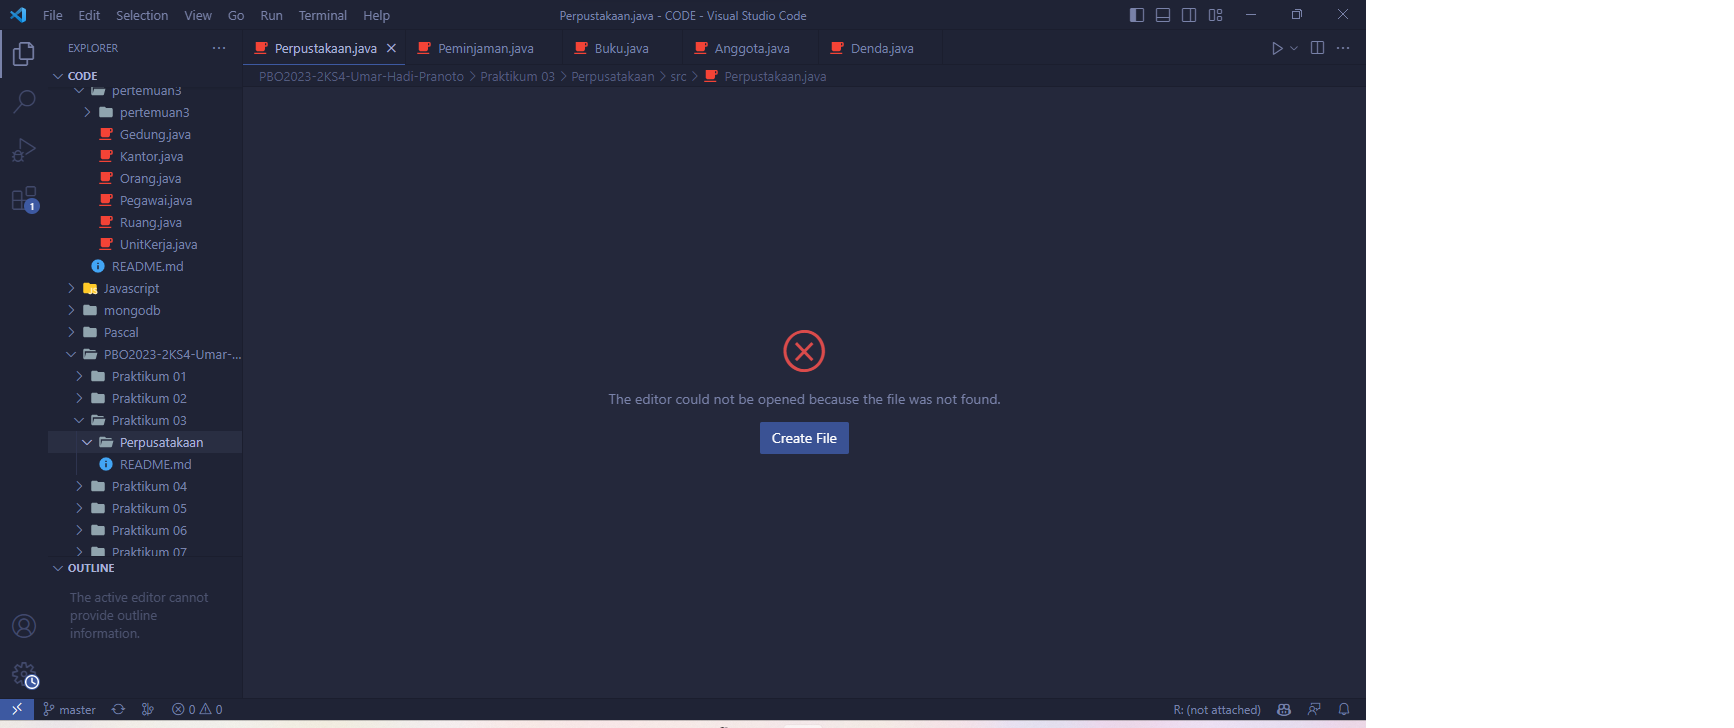 File Edit Selection View Go Run Terminal Help
Perpustakaan.java - CODE - Visual Studio Code
EXPLORER
Perpustakaan.java Peminjaman.java Buku.java Anggota.java Denda.java
CODE
PBO2023-2KS4-Umar-Hadi-Pranoto > Praktikum 03 > Perpusatakaan > src > Perpustakaan.java
pertemuan3
pertemuan3
Gedung.java
Kantor.java
Orang.java
Pegawai.java
Ruang.java
UnitKerja.java
README.md
Javascript
mongodb
Pascal
PBO2023-2KS4-Umar-...
Praktikum 01
Praktikum 02
Praktikum 03
Perpusatakaan
README.md
Praktikum 04
Praktikum 05
Praktikum 06
Praktikum 07
The editor could not be opened because the file was not found.
Create File
OUTLINE
The active editor cannot
provide outline
information.
1
JS
master 0 0
R: (not attached)